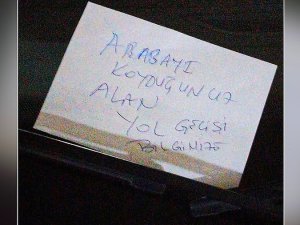 ARABAYI
KOYDUĞUNUZ
ALAN
YOL GEÇİŞİ
BİLGİNİZE